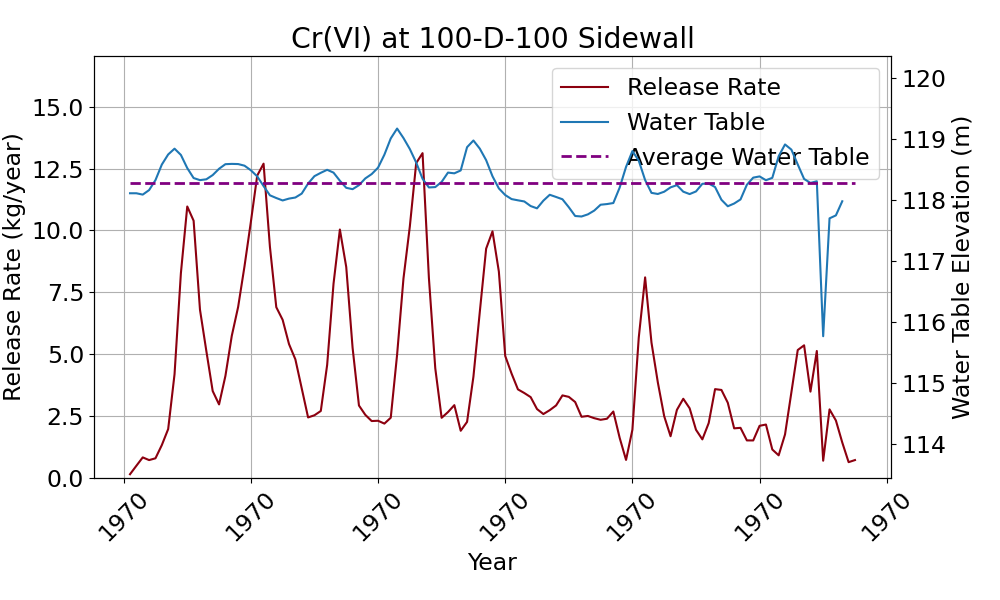 Cr(VI) at 100-D-100 Sidewall
Release Rate
Water Table
Average Water Table
Release Rate (kg/year)
15.0
12.5
10.0
7.5
5.0
2.5
0.0
120
119
118
117
116
115
114
Water Table Elevation (m)
1970 1970 1970 1970 1970 1970 1970
Year